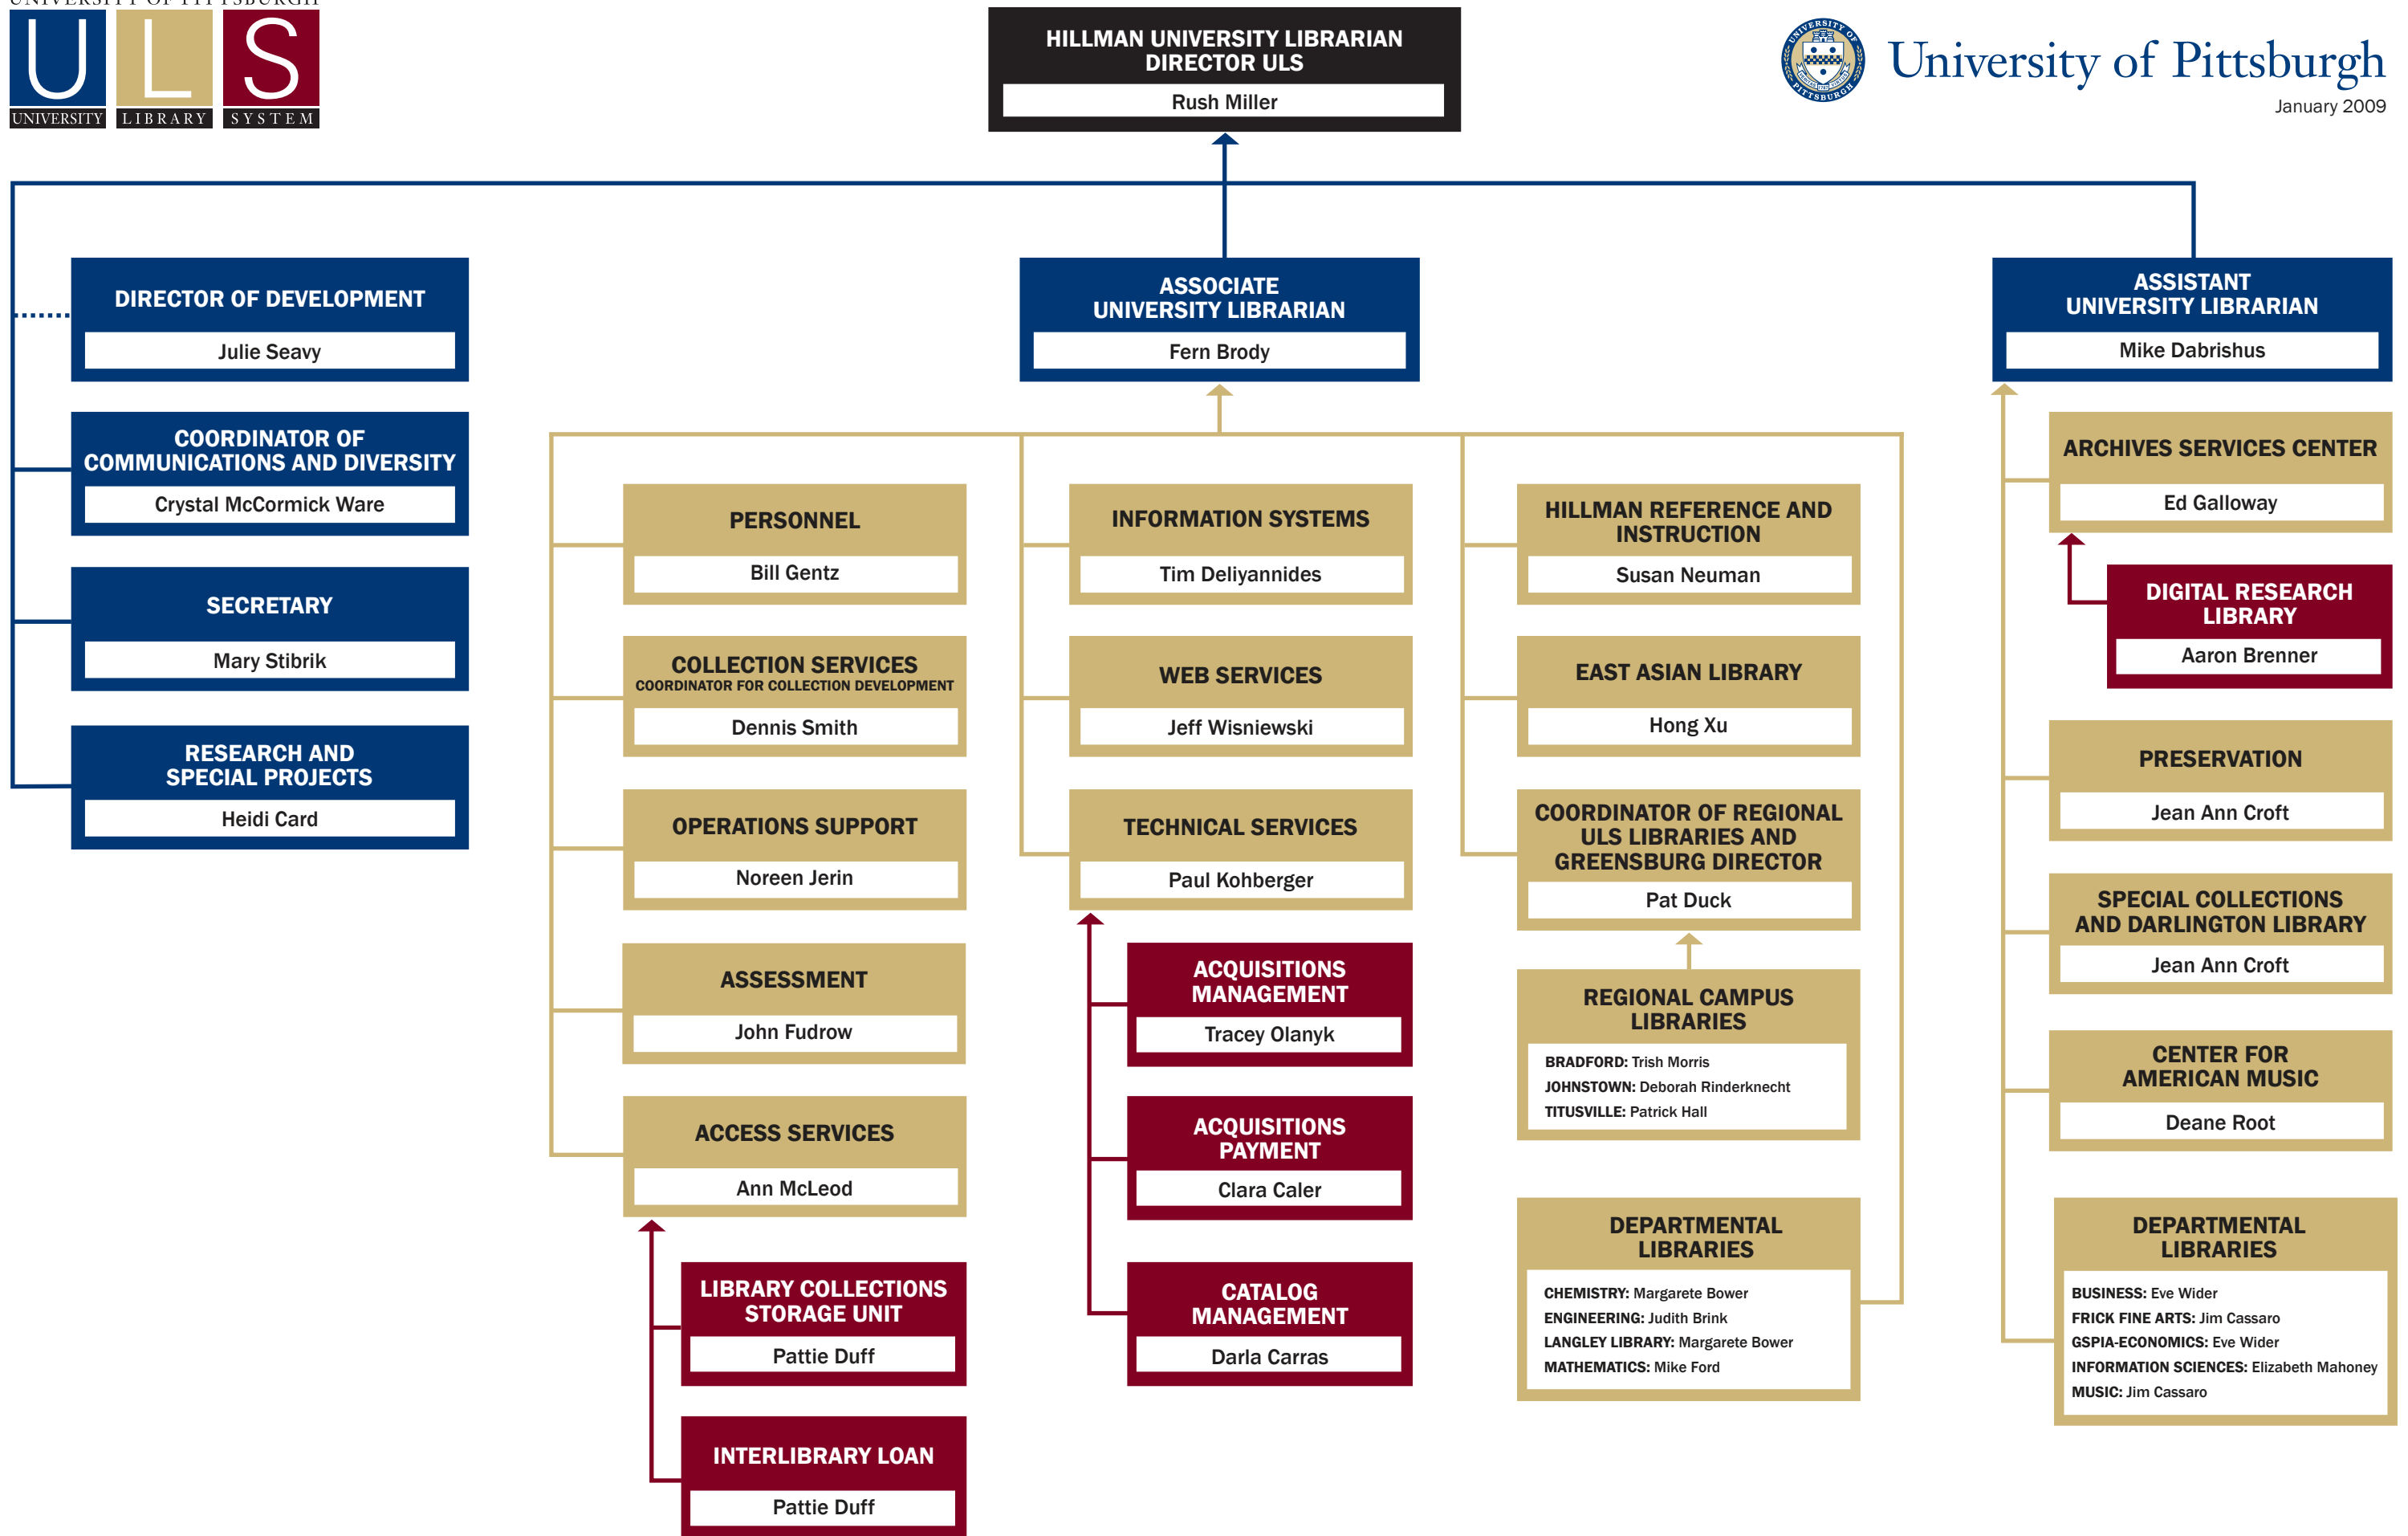 UNIVERSITY OF PITTSBURGH
U L S
UNIVERSITY LIBRARY SYSTEM
HILLMAN UNIVERSITY LIBRARIAN
DIRECTOR ULS
Rush Miller
University of Pittsburgh
January 2009
DIRECTOR OF DEVELOPMENT
Julie Seavy
COORDINATOR OF
COMMUNICATIONS AND DIVERSITY
Crystal McCormick Ware
SECRETARY
Mary Stibrik
RESEARCH AND
SPECIAL PROJECTS
Heidi Card
ASSOCIATE
UNIVERSITY LIBRARIAN
Fern Brody
PERSONNEL
Bill Gentz
COLLECTION SERVICES
COORDINATOR FOR COLLECTION DEVELOPMENT
Dennis Smith
OPERATIONS SUPPORT
Noreen Jerin
ASSESSMENT
John Fudrow
ACCESS SERVICES
Ann McLeod
LIBRARY COLLECTIONS
STORAGE UNIT
Pattie Duff
INTERLIBRARY LOAN
Pattie Duff
INFORMATION SYSTEMS
Tim Deliyannides
WEB SERVICES
Jeff Wisniewski
TECHNICAL SERVICES
Paul Kohberger
ACQUISITIONS
MANAGEMENT
Tracey Olanyk
ACQUISITIONS
PAYMENT
Clara Caler
CATALOG
MANAGEMENT
Darla Carras
HILLMAN REFERENCE AND
INSTRUCTION
Susan Neuman
EAST ASIAN LIBRARY
Hong Xu
COORDINATOR OF REGIONAL
ULS LIBRARIES AND
GREENSBURG DIRECTOR
Pat Duck
REGIONAL CAMPUS
LIBRARIES
BRADFORD: Trish Morris
JOHNSTOWN: Deborah Rinderknecht
TITUSVILLE: Patrick Hall
DEPARTMENTAL
LIBRARIES
CHEMISTRY: Margarete Bower
ENGINEERING: Judith Brink
LANGLEY LIBRARY: Margarete Bower
MATHEMATICS: Mike Ford
ASSISTANT
UNIVERSITY LIBRARIAN
Mike Dabrishus
ARCHIVES SERVICES CENTER
Ed Galloway
DIGITAL RESEARCH
LIBRARY
Aaron Brenner
PRESERVATION
Jean Ann Croft
SPECIAL COLLECTIONS
AND DARLINGTON LIBRARY
Jean Ann Croft
CENTER FOR
AMERICAN MUSIC
Deane Root
DEPARTMENTAL
LIBRARIES
BUSINESS: Eve Wider
FRICK FINE ARTS: Jim Cassaro
GSPIA-ECONOMICS: Eve Wider
INFORMATION SCIENCES: Elizabeth Mahoney
MUSIC: Jim Cassaro
UNIVERSITY OF
PITTSBURGH